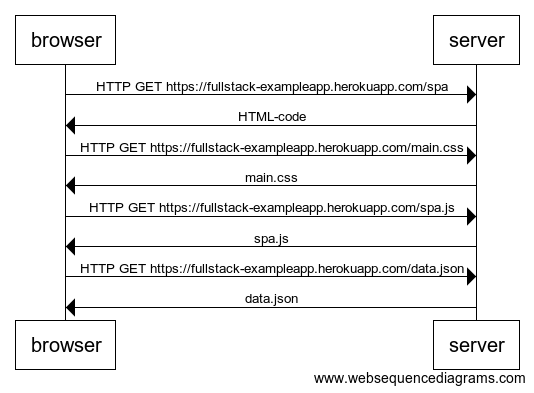 browser server
HTTP GET https://fullstack-exampleapp.herokuapp.com/spa
HTML-code
HTTP GET https://fullstack-exampleapp.herokuapp.com/main.css
main.css
HTTP GET https://fullstack-exampleapp.herokuapp.com/spa.js
spa.js
HTTP GET https://fullstack-exampleapp.herokuapp.com/data.json
data.json
browser server
www.websequencediagrams.com